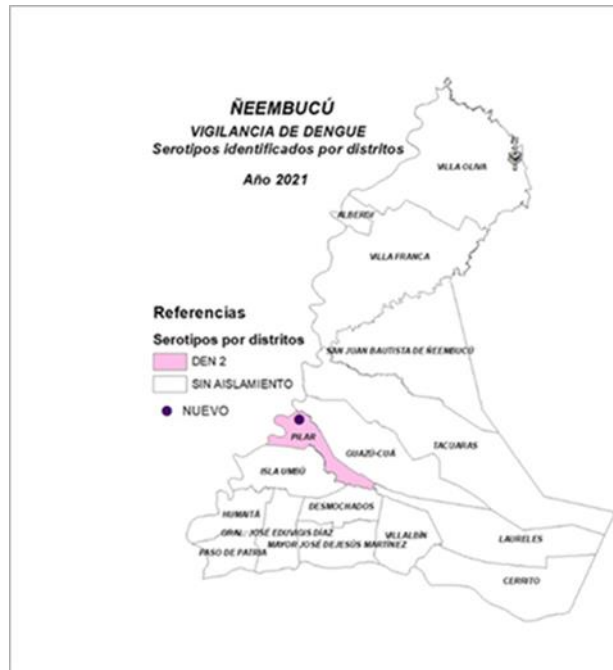 ÑEEMBUCÚ
VIGILANCIA DE DENGUE
Serotipos identificados por distritos
Año 2021
VILLA OLIVA
ALBERDI
VILLA FRANCA
Referencias
Serotipos por distritos
DEN 2
SIN AISLAMIENTO
NUEVO
SAN JUAN BAUTISTA DE ÑEEMBUCÚ
PILAR
GUAZÚ-CUÁ
TACUARAS
ISLA UMBÚ
DESMOCHADOS
HUMAITÁ
GRAL. JOSÉ EDUVIGIS DÍAZ
VILLALBÍN
LAURELES
PASO DE PATRIA
MAYOR JOSÉ DEJESÚS MARTÍNEZ
CERRITO